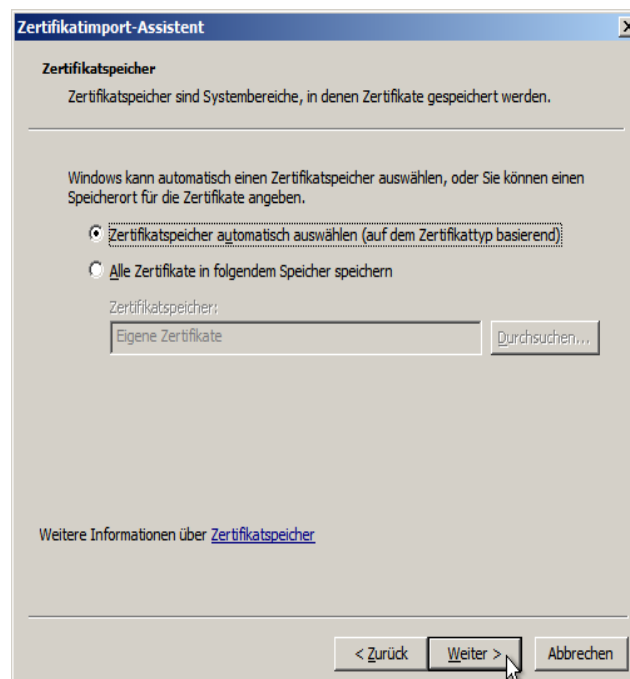 Zertifikatimport-Assistent
Zertifikatspeicher
Zertifikatspeicher sind Systembereiche, in denen Zertifikate gespeichert werden.
Windows kann automatisch einen Zertifikatspeicher auswählen, oder Sie können einen
Speicherort für die Zertifikate angeben.
Zertifikatspeicher automatisch auswählen (auf dem Zertifikattyp basierend)
Alle Zertifikate in folgendem Speicher speichern
Zertifikatspeicher:
Eigene Zertifikate
Durchsuchen...
Weitere Informationen über Zertifikatspeicher
< Zurück
Weiter >
Abbrechen